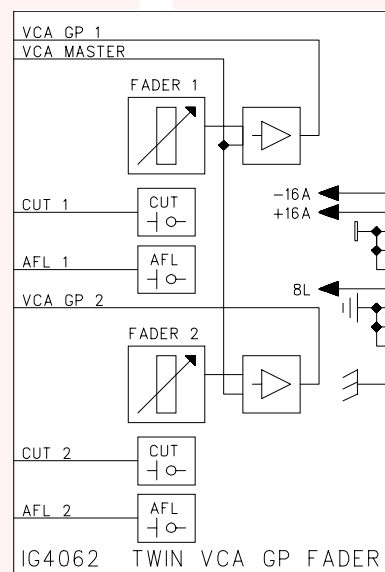 VCA GP 1
VCA MASTER
FADER 1
CUT
-16A
+16A
CUT 1
AFL
AFL 1
8L
VCA GP 2
FADER 2
CUT
CUT 2
AFL
AFL 2
IG4062 TWIN VCA GP FADER